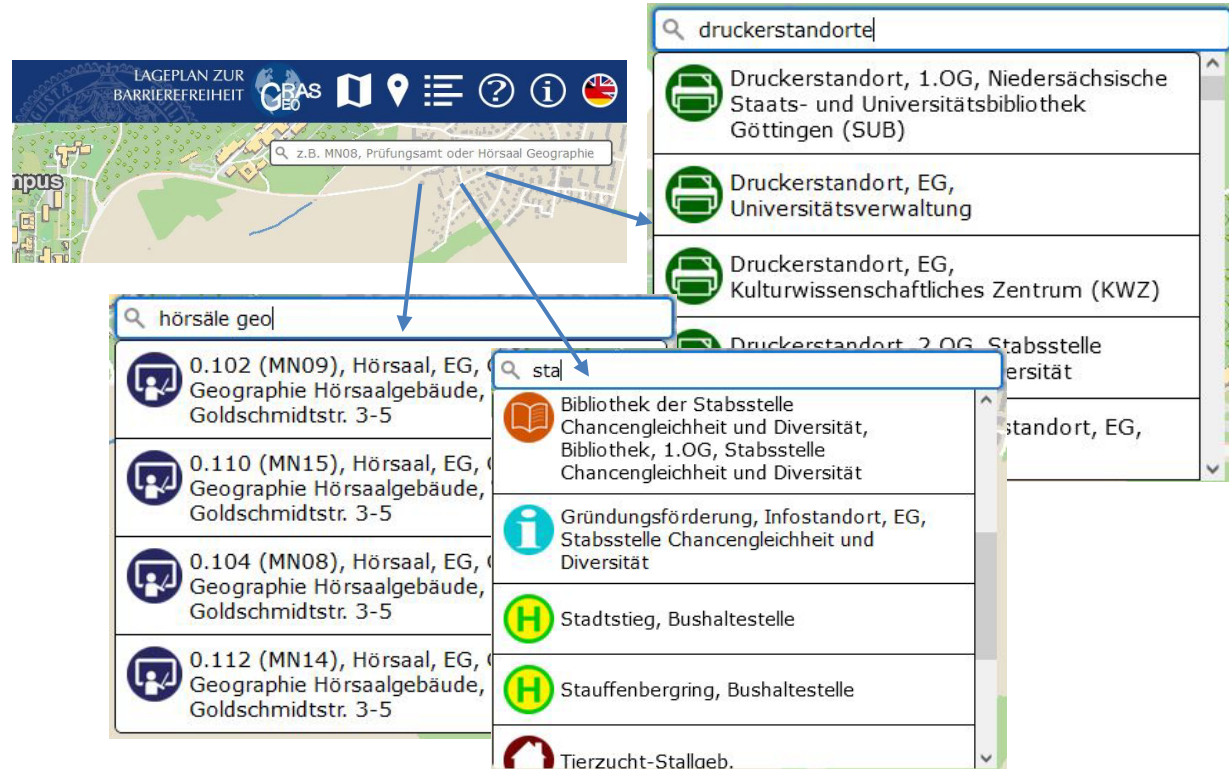 LAGEPLAN ZUR
BARRIEREFREIHEIT
GRAS
GEO
mpus
z.B. MN08, Prüfungsamt oder Hörsaal Geographie
druckerstandorte
Druckerstandort, 1.OG, Niedersächsische
Staats- und Universitätsbibliothek
Göttingen (SUB)
Druckerstandort, EG,
Universitätsverwaltung
Druckerstandort, EG,
Kulturwissenschaftliches Zentrum (KWZ)
Druckerstandort, 2.OG, Stabsstelle
ersität
standort, EG,
hörsäle geo
0.102 (MN09), Hörsaal, EG,
Geographie Hörsaalgebäude,
Goldschmidtstr. 3-5
0.110 (MN15), Hörsaal, EG,
Geographie Hörsaalgebäude,
Goldschmidtstr. 3-5
0.104 (MN08), Hörsaal, EG,
Geographie Hörsaalgebäude,
Goldschmidtstr. 3-5
0.112 (MN14), Hörsaal, EG,
Geographie Hörsaalgebäude,
Goldschmidtstr. 3-5
sta
Bibliothek der Stabsstelle
Chancengleichheit und Diversität,
Bibliothek, 1.OG, Stabsstelle
Chancengleichheit und Diversität
Gründungsförderung, Infostandort, EG,
Stabsstelle Chancengleichheit und
Diversität
H Stadtstieg, Bushaltestelle
H Stauffenbergring, Bushaltestelle
Tierzucht-Stallgeb.